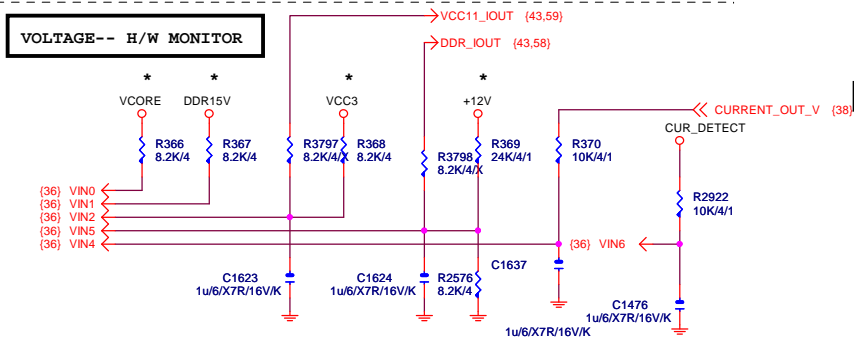 VCC11_IOUT {43,59}
VOLTAGE-- H/W MONITOR
DDR_IOUT {43,58}
* * * *
VCORE DDR15V VCC3 +12V
CURRENT_OUT_V {38}
CUR_DETECT
R366
8.2K/4
R367
8.2K/4
R3797
8.2K/4/X
R368
8.2K/4
R3798
8.2K/4/X
R369
24K/4/1
R370
10K/4/1
R2922
10K/4/1
{36} VIN0
{36} VIN1
{36} VIN2
{36} VIN5
{36} VIN4
{36} VIN6
C1623
1u/6/X7R/16V/K
C1624
1u/6/X7R/16V/K
R2576
8.2K/4
C1637
1u/6/X7R/16V/K
C1476
1u/6/X7R/16V/K